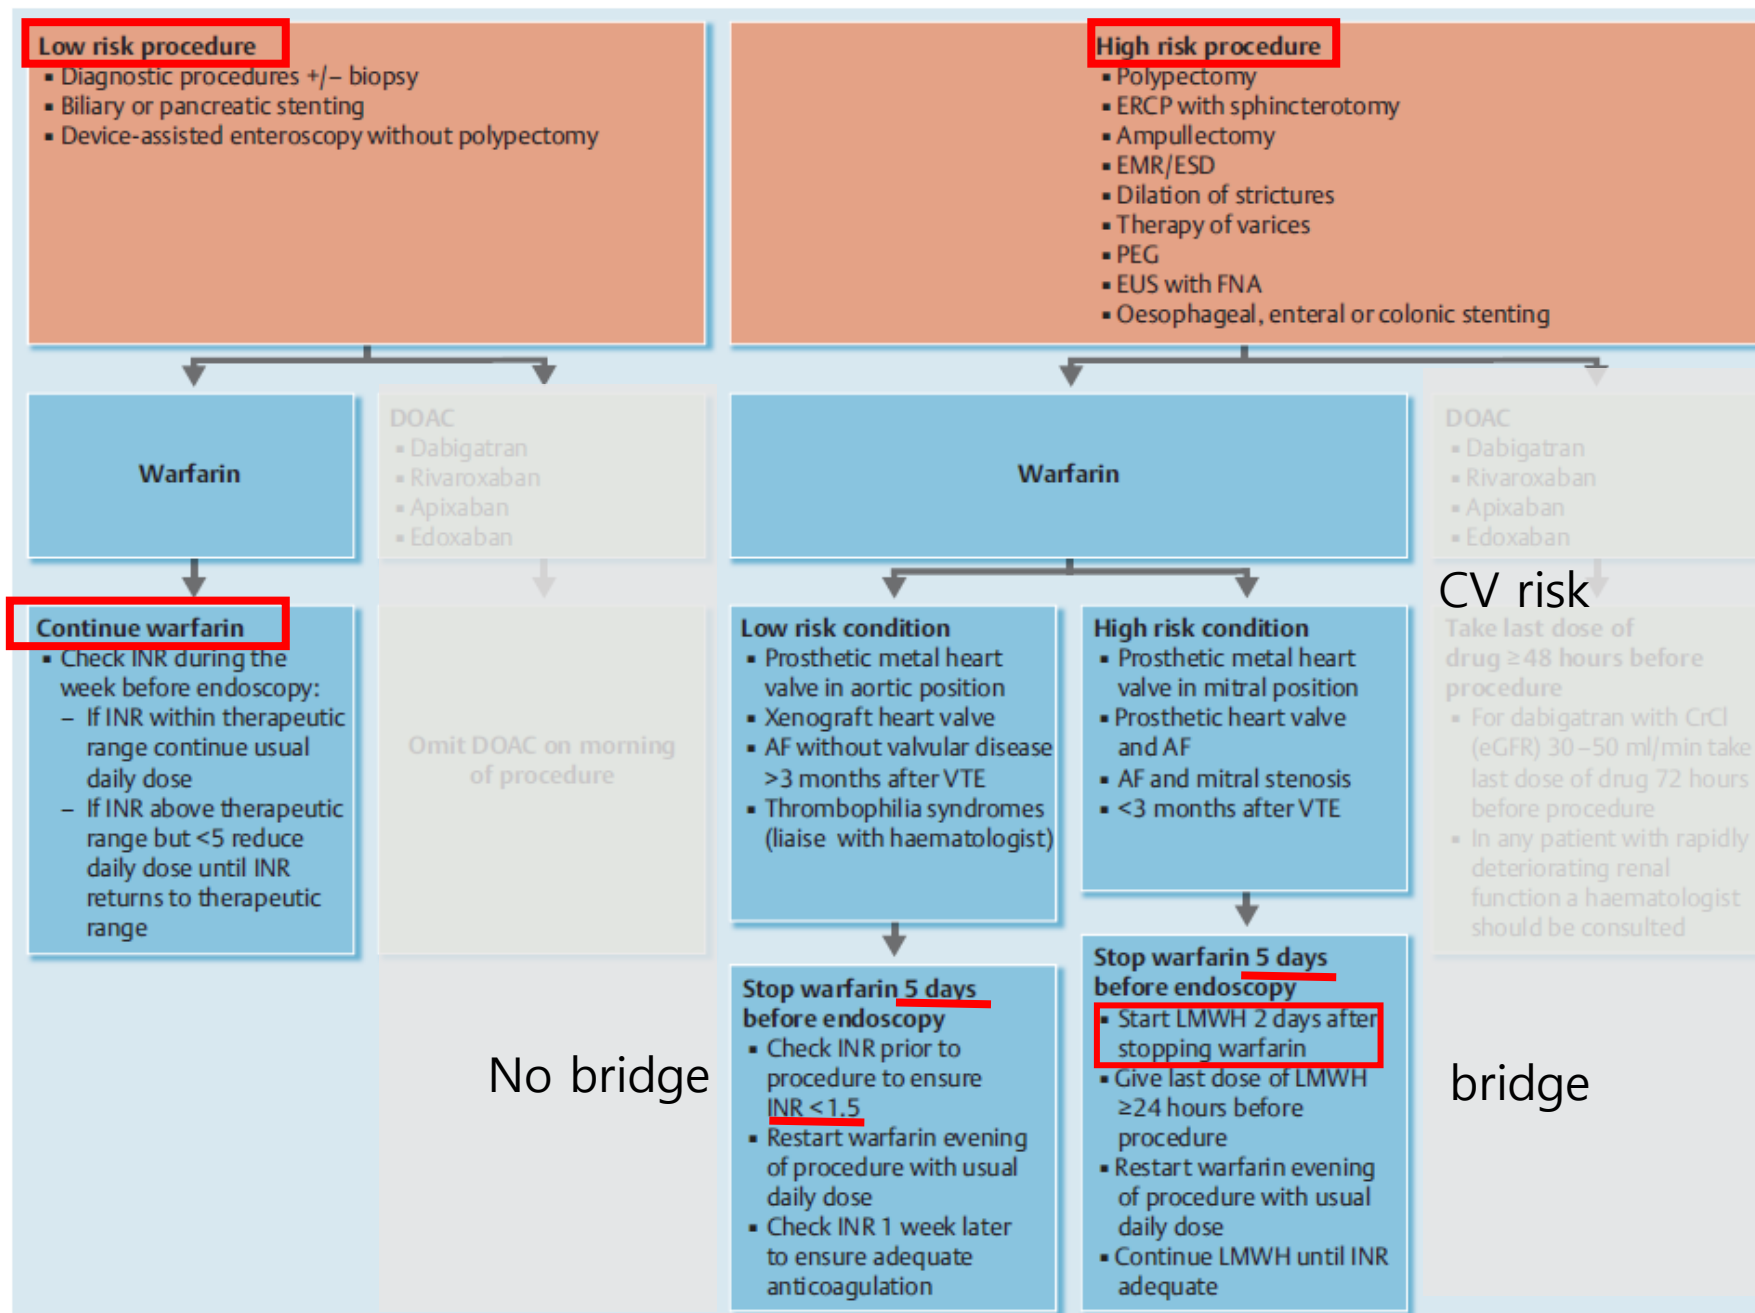 Low risk procedure
▪ Diagnostic procedures +/− biopsy
▪ Biliary or pancreatic stenting
▪ Device-assisted enteroscopy without polypectomy
High risk procedure
▪ Polypectomy
▪ ERCP with sphincterotomy
▪ Ampullectomy
▪ EMR/ESD
▪ Dilation of strictures
▪ Therapy of varices
▪ PEG
▪ EUS with FNA
▪ Oesophageal, enteral or colonic stenting
Warfarin
DOAC
▪ Dabigatran
▪ Rivaroxaban
▪ Apixaban
▪ Edoxaban
Warfarin
DOAC
▪ Dabigatran
▪ Rivaroxaban
▪ Apixaban
▪ Edoxaban
CV risk
Continue warfarin
▪ Check INR during the
week before endoscopy:
– If INR within therapeutic
range continue usual
daily dose
– If INR above therapeutic
range but <5 reduce
daily dose until INR
returns to therapeutic
range
Omit DOAC on morning
of procedure
Low risk condition
▪ Prosthetic metal heart
valve in aortic position
▪ Xenograft heart valve
▪ AF without valvular disease
>3 months after VTE
▪ Thrombophilia syndromes
(liaise with haematologist)
High risk condition
▪ Prosthetic metal heart
valve in mitral position
▪ Prosthetic heart valve
and AF
▪ AF and mitral stenosis
▪ <3 months after VTE
Take last dose of
drug ≥48 hours before
procedure
▪ For dabigatran with CrCl
(eGFR) 30–50 ml/min take
last dose of drug 72 hours
before procedure
▪ In any patient with rapidly
deteriorating renal
function a haematologist
should be consulted
No bridge
Stop warfarin 5 days
before endoscopy
▪ Check INR prior to
procedure to ensure
INR <1.5
▪ Restart warfarin evening
of procedure with usual
daily dose
▪ Check INR 1 week later
to ensure adequate
anticoagulation
Stop warfarin 5 days
before endoscopy
▪ Start LMWH 2 days after
stopping warfarin
▪ Give last dose of LMWH
≥24 hours before
procedure
▪ Restart warfarin evening
of procedure with usual
daily dose
▪ Continue LMWH until INR
adequate
bridge